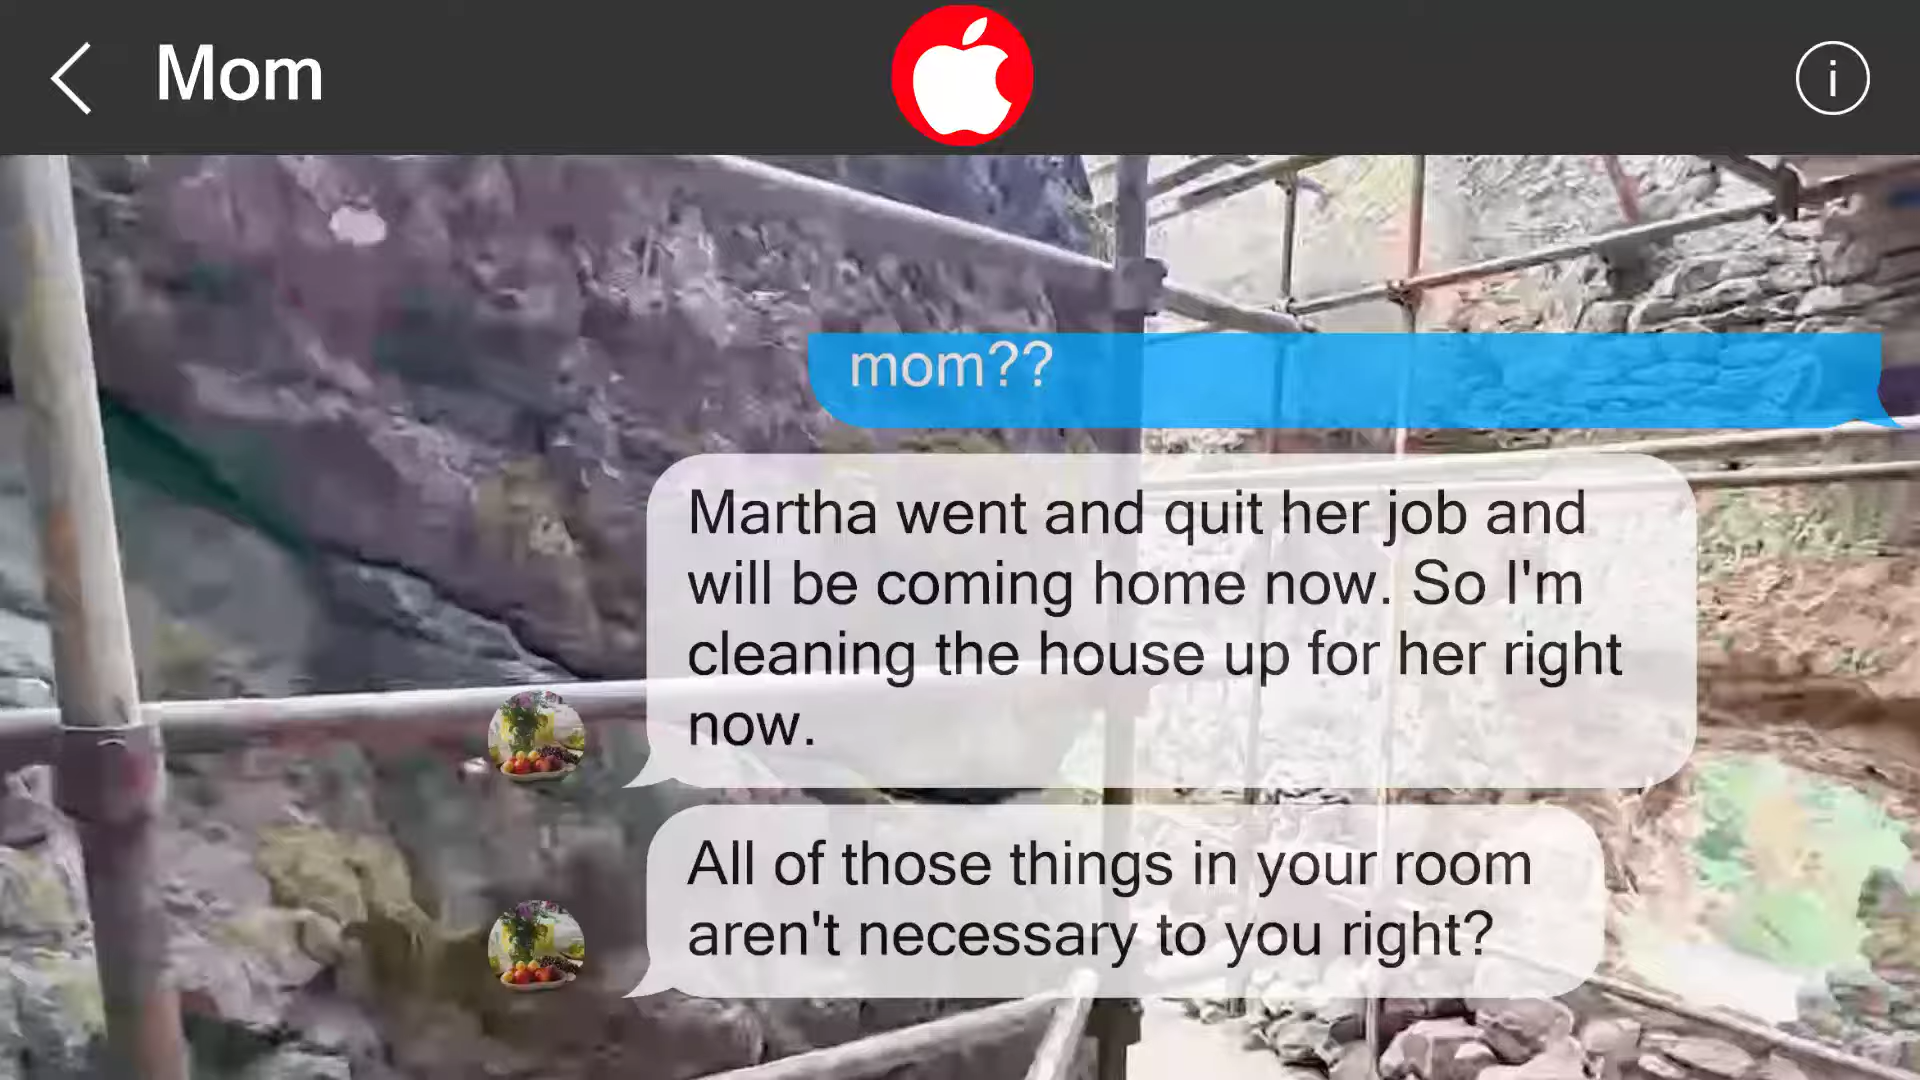 Mom
mom??
Martha went and quit her job and
will be coming home now. So I'm
cleaning the house up for her right
now.
All of those things in your room
aren't necessary to you right?